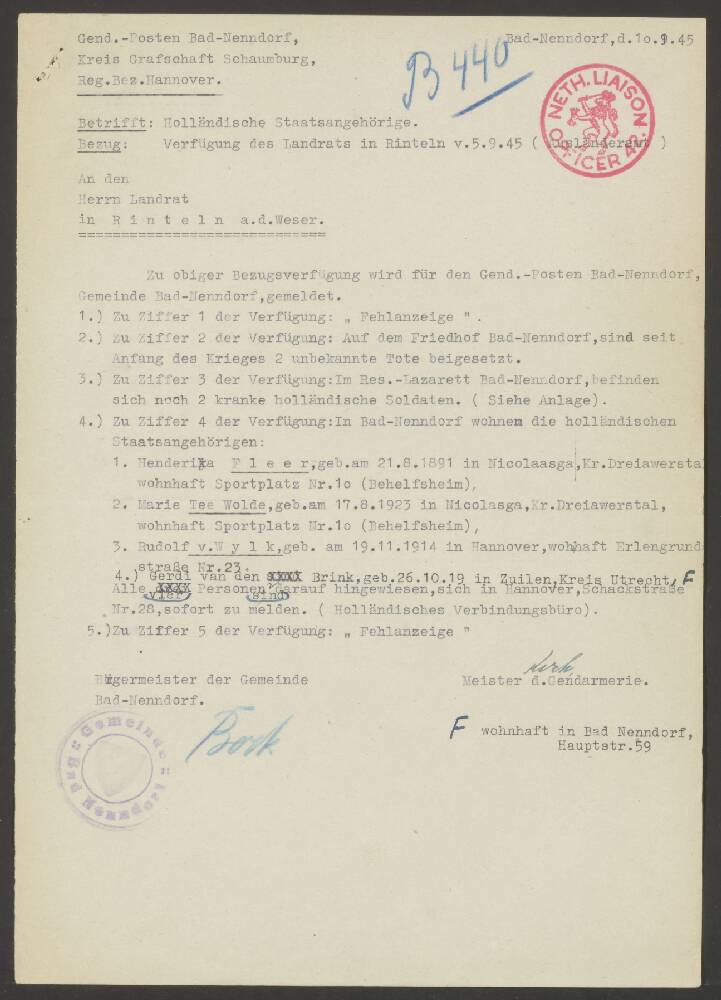 Gend.-Posten Bad-Nenndorf,
Bad-Nenndorf,d.1o.9.45
Kreis Grafschaft Schaumburg,
Reg.Bez.Hannover.
B 440
NETH. LIAISON OFFICER
Betrifft: Holländische Staatsangehörige.
Bezug: Verfügung des Landrats in Rinteln v.5.9.45 ( Ausländeramt )
An den
Herrn Landrat
in R i n t e l n a.d.Weser.
Zu obiger Bezugsverfügung wird für den Gend.-Posten Bad-Nenndorf,
Gemeinde Bad-Nenndorf,gemeldet.
1.) Zu Ziffer 1 der Verfügung: „ Fehlanzeige " .
2.) Zu Ziffer 2 der Verfügung: Auf dem Friedhof Bad-Nenndorf,sind seit
Anfang des Krieges 2 unbekannte Tote beigesetzt.
3.) Zu Ziffer 3 der Verfügung:Im Res.-Lazarett Bad-Nenndorf,befinden
sich noch 2 kranke holländische Soldaten. ( Siehe Anlage).
4.) Zu Ziffer 4 der Verfügung:In Bad-Nenndorf wohnen die holländischen
Staatsangehörigen:
1. Henderika F l e e r,geb.am 21.8.1891 in Nicolaasga,Kr.Dreiawerstal
wohnhaft Sportplatz Nr.1o (Behelfsheim),
2. Marie Tee Wolde,geb.am 17.8.1923 in Nicolasga,Kr.Dreiawerstal,
wohnhaft Sportplatz Nr.1o (Behelfsheim),
3. Rudolf v.W y l k,geb. am 19.11.1914 in Hannover,wohhaft Erlengrund
straße Nr.23.
4.) Gerdi van den xxxx Brink,geb.26.10.19 in Zuilen,Kreis Utrecht, F
Alle xxxx Personen darauf hingewiesen,sich in Hannover,Schackstraße
vier sind
Nr.28,sofort zu melden. ( Holländisches Verbindungsbüro).
5.)Zu Ziffer 5 der Verfügung: „ Fehlanzeige "
Bürgermeister der Gemeinde
Meister d.Gendarmerie.
Bad-Nenndorf.
Bock
F wohnhaft in Bad Nenndorf,
Hauptstr.59
Gemeinde Bad Nenndorf